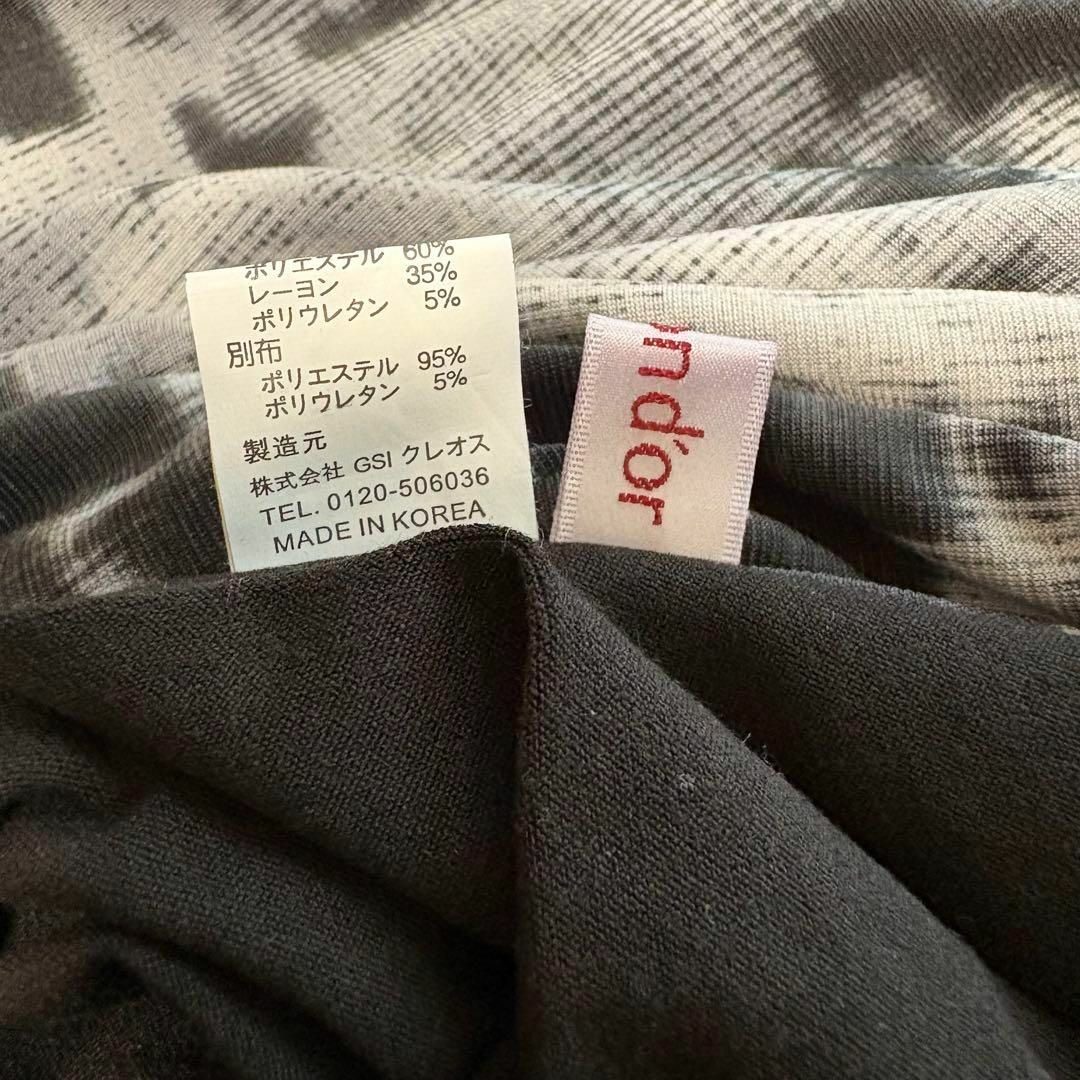 ポリエステル 60%
レーヨン 35%
ポリウレタン 5%
別布
ポリエステル 95%
ポリウレタン 5%
製造元
株式会社 GSI クレオス
TEL. 0120-506036
MADE IN KOREA
ond'or